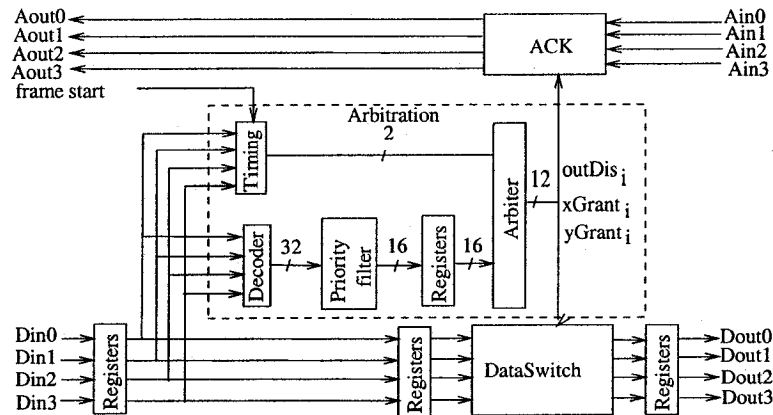 Aout0
Aout1
Aout2
Aout3
ACK
Ain0
Ain1
Ain2
Ain3
frame start
Arbitration
2
Timing
Arbiter
12
outDis i
xGrant i
yGrant i
Decoder
32
Priority
filter
16
Registers
16
Din0
Din1
Din2
Din3
Registers
Registers
DataSwitch
Registers
Dout0
Dout1
Dout2
Dout3